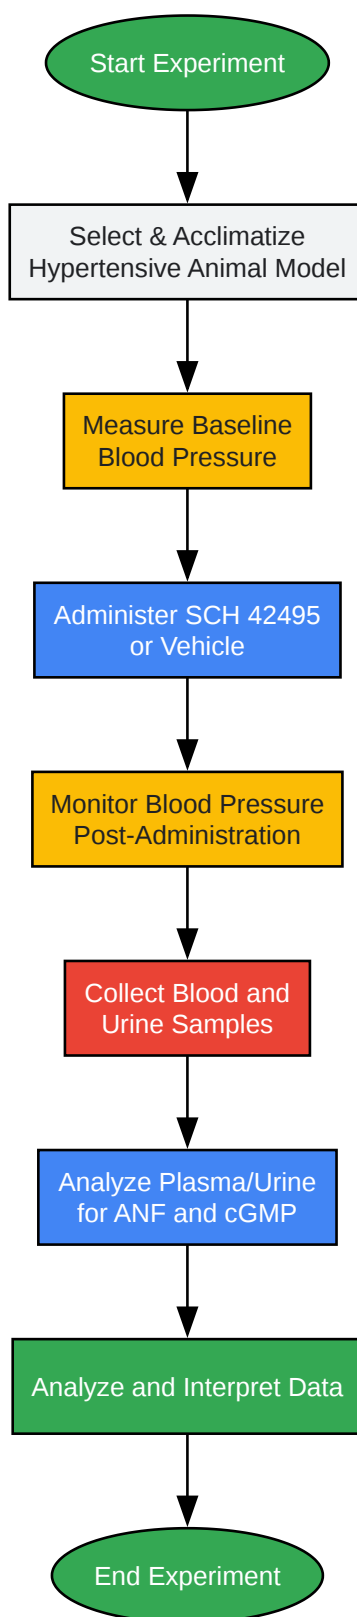 Start Experiment
Select & Acclimatize
Hypertensive Animal Model
Measure Baseline
Blood Pressure
Administer SCH 42495
or Vehicle
Monitor Blood Pressure
Post-Administration
Collect Blood and
Urine Samples
Analyze Plasma/Urine
for ANF and cGMP
Analyze and Interpret Data
End Experiment